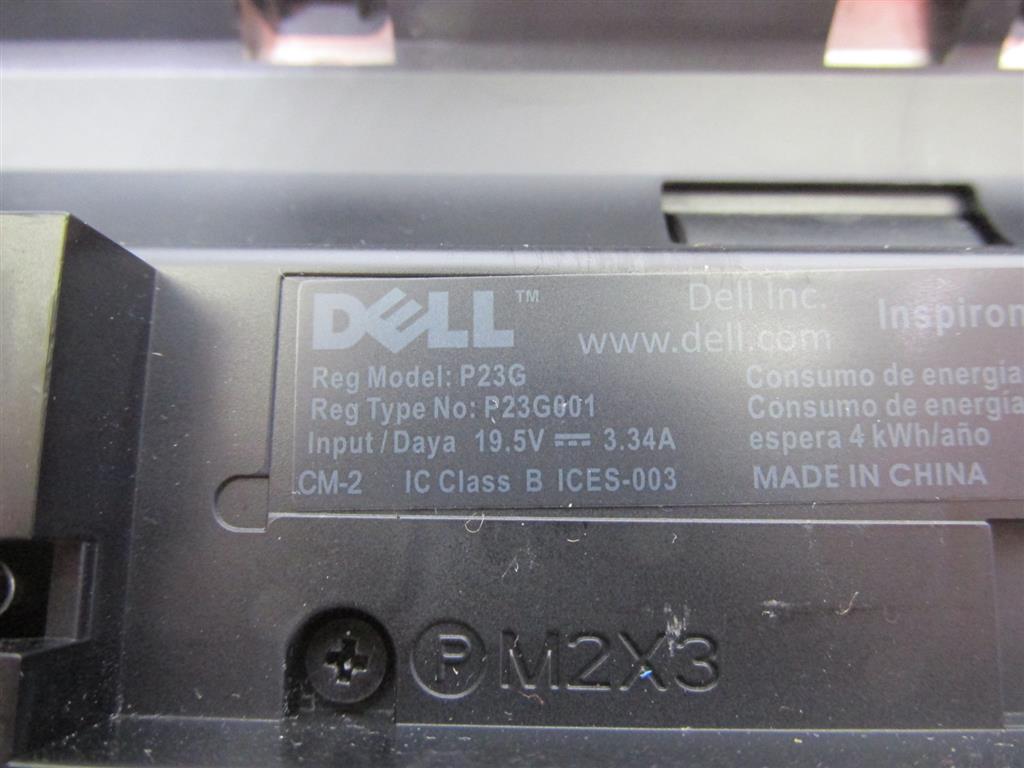 DELL™
Dell Inc.
www.dell.com
Inspiron
Reg Model: P23G
Reg Type No: P23G001
Input/Daya 19.5V ⎓ 3.34A
CM-2 IC Class B ICES-003
Consumo de energia
Consumo de energia
espera 4 kWh/año
MADE IN CHINA
Ⓟ M2X3